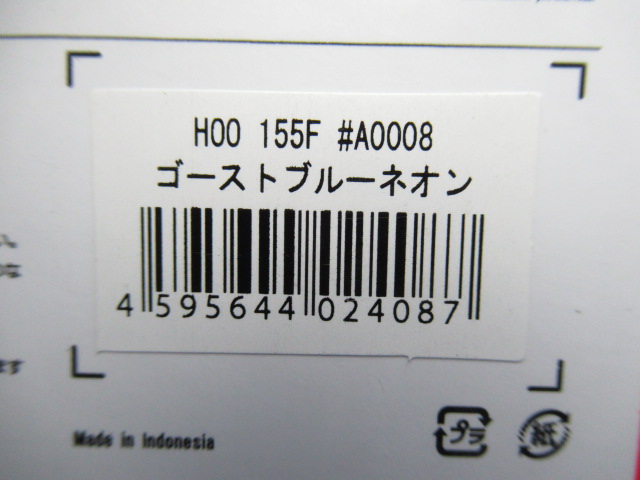 HOO 155F #A0008
ゴーストブルーネオン
4 595644 024087
Made in Indonesia
プラ
紙